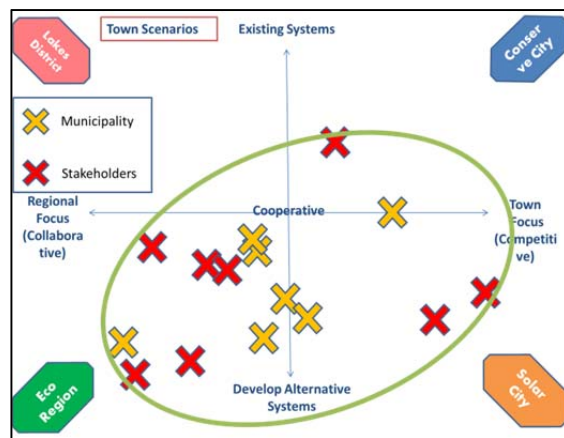 Town Scenarios
Existing Systems
Lakes
District
Conser
ve City
Municipality
Stakeholders
Regional
Focus
(Collabora
tive)
Cooperative
Town
Focus
(Competiti
ve)
Eco
Region
Develop Alternative
Systems
Solar
City